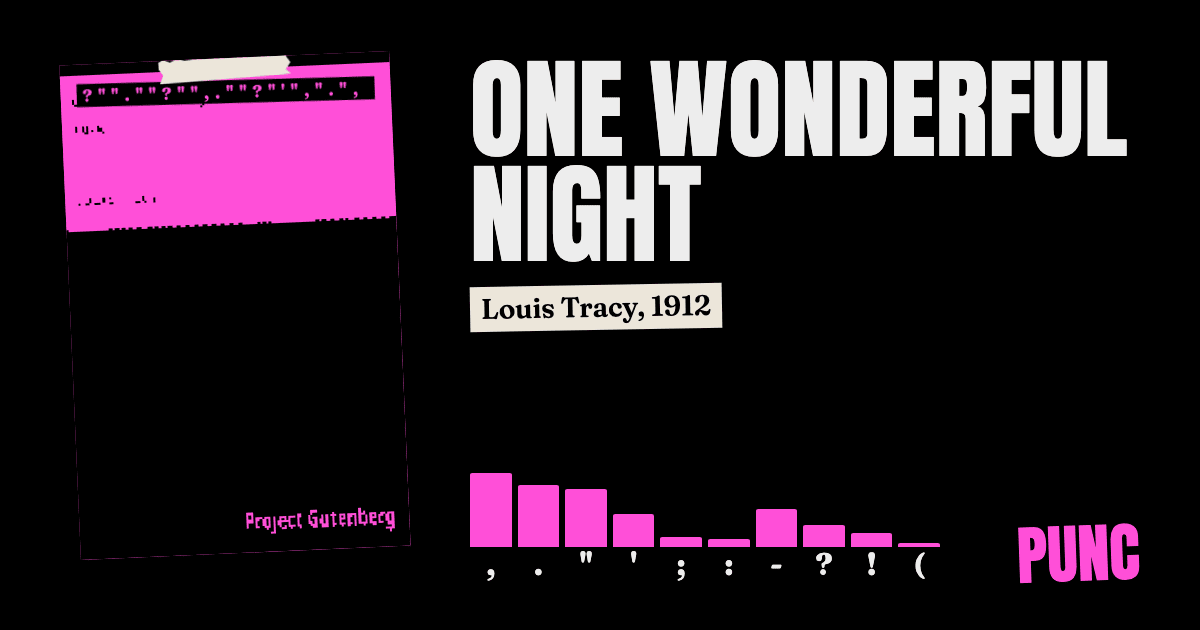 ?"".""??"",.""?"'",".",
ONE WONDERFUL
NIGHT
Louis Tracy, 1912
Project Gutenberg
, . " ' ; : - ? ! (
PUNC